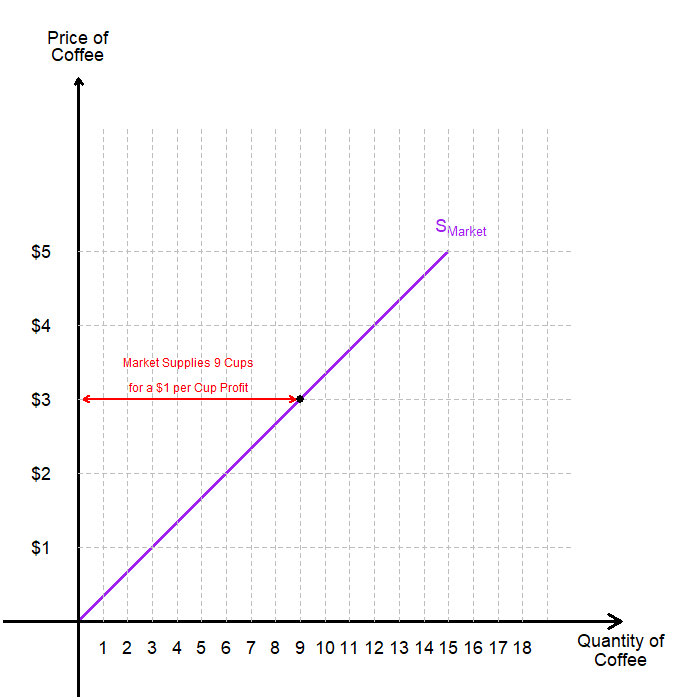 Price of
Coffee
S Market
$5
$4
Market Supplies 9 Cups
for a $1 per Cup Profit
$3
$2
$1
1 2 3 4 5 6 7 8 9 10 11 12 13 14 15 16 17 18
Quantity of
Coffee